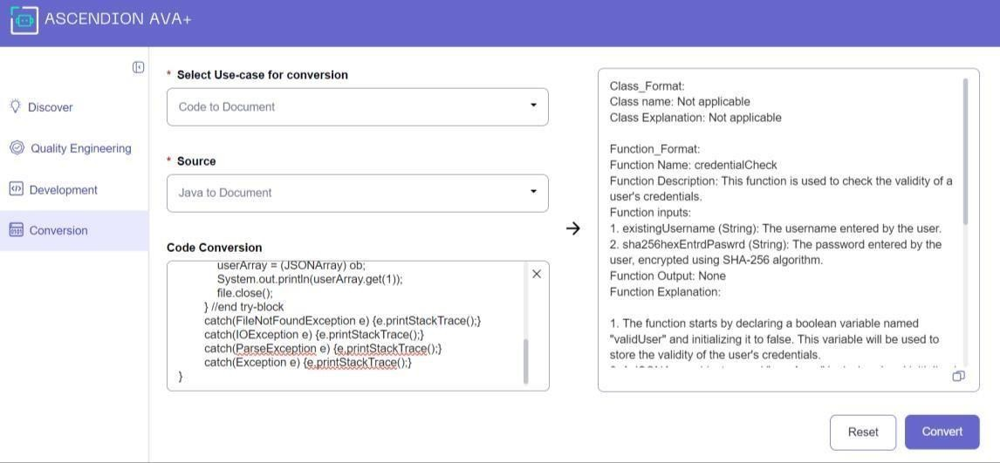 ASCENDION AVA+
Discover
Quality Engineering
Development
Conversion
* Select Use-case for conversion
Code to Document
* Source
Java to Document
Code Conversion
userArray = (JSONArray) ob;
System.out.println(userArray.get(1));
file.close();
} //end try-block
catch(FileNotFoundException e) {e.printStackTrace();}
catch(IOException e) {e.printStackTrace();}
catch(ParseException e) {e.printStackTrace();}
catch(Exception e) {e.printStackTrace();}
}
Class_Format:
Class name: Not applicable
Class Explanation: Not applicable
Function_Format:
Function Name: credentialCheck
Function Description: This function is used to check the validity of a
user's credentials.
Function inputs:
1. existingUsername (String): The username entered by the user.
2. sha256hexEntrdPaswrd (String): The password entered by the
user, encrypted using SHA-256 algorithm.
Function Output: None
Function Explanation:
1. The function starts by declaring a boolean variable named
"validUser" and initializing it to false. This variable will be used to
store the validity of the user's credentials.
Reset
Convert